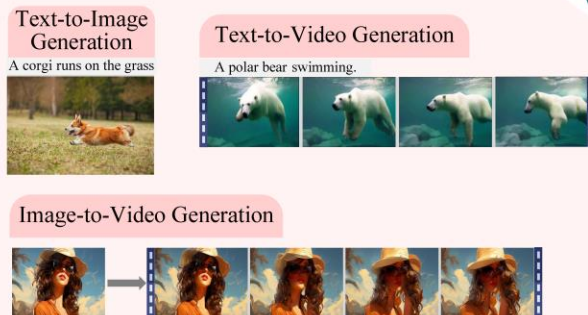 Text-to-Image
Generation
A corgi runs on the grass
Text-to-Video Generation
A polar bear swimming.
Image-to-Video Generation